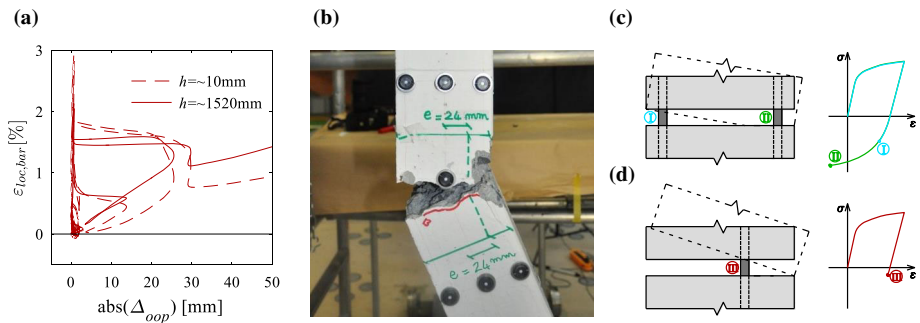 (a)
3
2
1
0
ε_loc,bar [%]
h=~10mm
h=~1520mm
0 10 20 30 40 50
abs(Δ_oop) [mm]
(b)
e = 24 mm
e = 24 mm
(c)
I
II
σ
ε
II
I
(d)
III
σ
ε
III